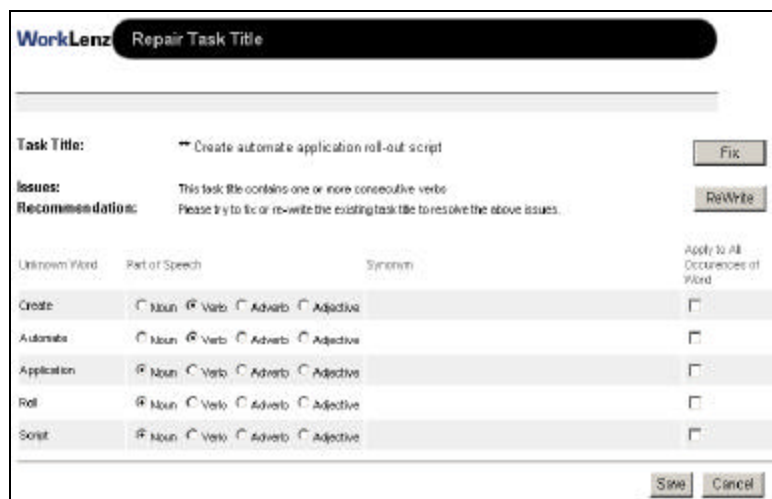 WorkLenz Repair Task Title
Task Title: ** Create automate application roll-out script Fix
Issues: This task title contains one or more consecutive verbs
Recommendation: Please try to fix or re-write the existing task title to resolve the above issues. ReWrite
Unknown Word Part of Speech Synonym Apply to All Occurences of Word
Create Noun Verb Adverb Adjective
Automate Noun Verb Adverb Adjective
Application Noun Verb Adverb Adjective
Roll Noun Verb Adverb Adjective
Script Noun Verb Adverb Adjective
Save Cancel